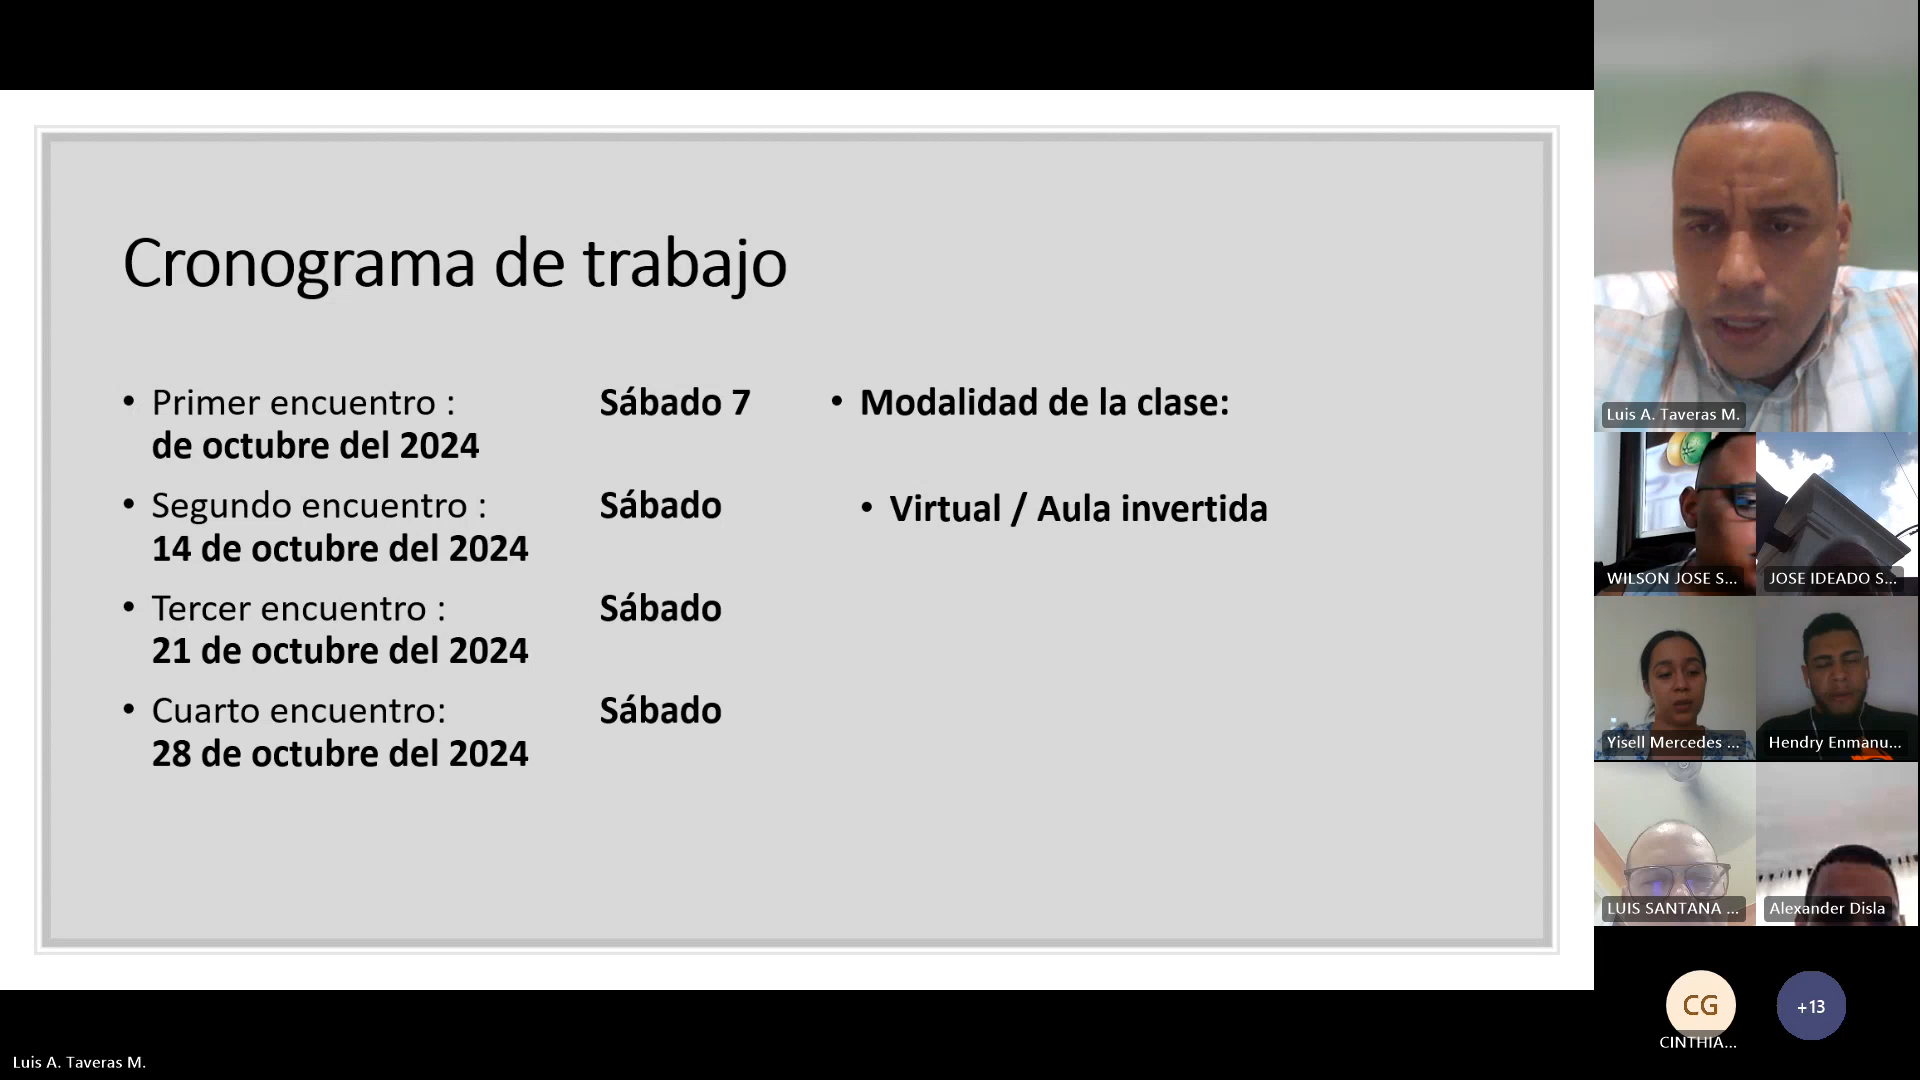 Cronograma de trabajo
• Primer encuentro : Sábado 7
de octubre del 2024
• Segundo encuentro : Sábado
14 de octubre del 2024
• Tercer encuentro : Sábado
21 de octubre del 2024
• Cuarto encuentro: Sábado
28 de octubre del 2024
• Modalidad de la clase:
• Virtual / Aula invertida
Luis A. Taveras M.
WILSON JOSE S...
JOSE IDEADO S...
Yisell Mercedes ...
Hendry Enmanu...
LUIS SANTANA ...
Alexander Disla
CG
+13
CINTHIA...
Luis A. Taveras M.